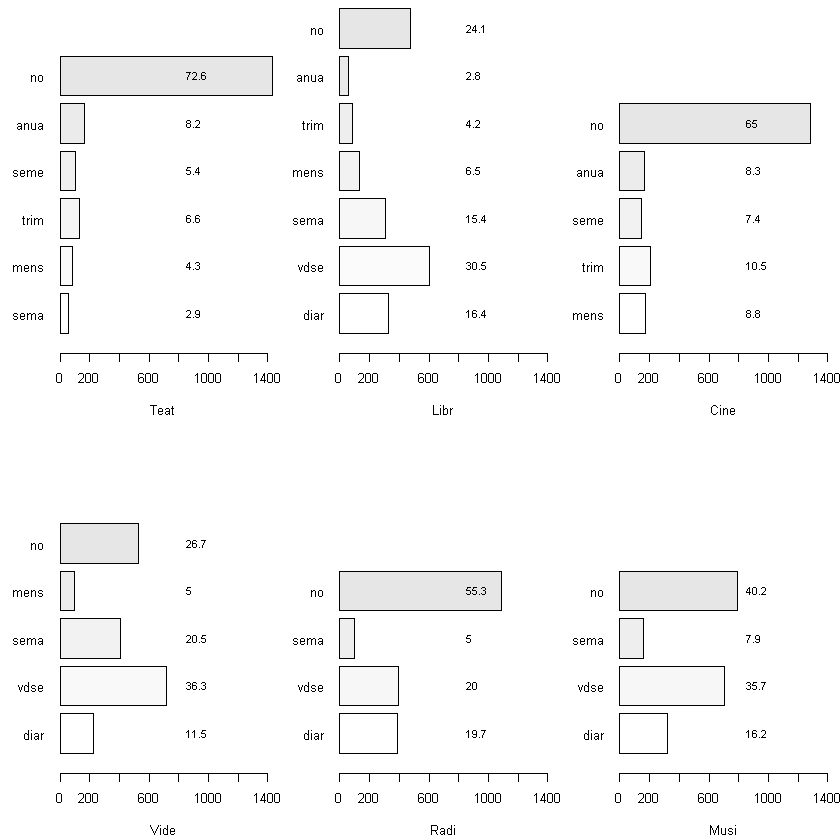 no 72.6
anua 8.2
seme 5.4
trim 6.6
mens 4.3
sema 2.9
0 200 600 1000 1400
Teat
no 24.1
anua 2.8
trim 4.2
mens 6.5
sema 15.4
vdse 30.5
diar 16.4
0 200 600 1000 1400
Libr
no 65
anua 8.3
seme 7.4
trim 10.5
mens 8.8
0 200 600 1000 1400
Cine
no 26.7
mens 5
sema 20.5
vdse 36.3
diar 11.5
0 200 600 1000 1400
Vide
no 55.3
sema 5
vdse 20
diar 19.7
0 200 600 1000 1400
Radi
no 40.2
sema 7.9
vdse 35.7
diar 16.2
0 200 600 1000 1400
Musi